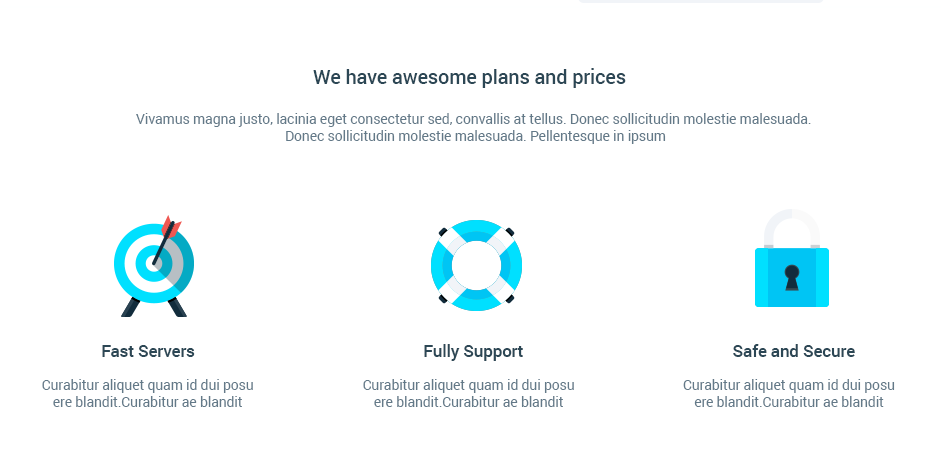 We have awesome plans and prices
Vivamus magna justo, lacinia eget consectetur sed, convallis at tellus. Donec sollicitudin molestie malesuada.
Donec sollicitudin molestie malesuada. Pellentesque in ipsum
Fast Servers
Curabitur aliquet quam id dui posu
ere blandit.Curabitur ae blandit
Fully Support
Curabitur aliquet quam id dui posu
ere blandit.Curabitur ae blandit
Safe and Secure
Curabitur aliquet quam id dui posu
ere blandit.Curabitur ae blandit